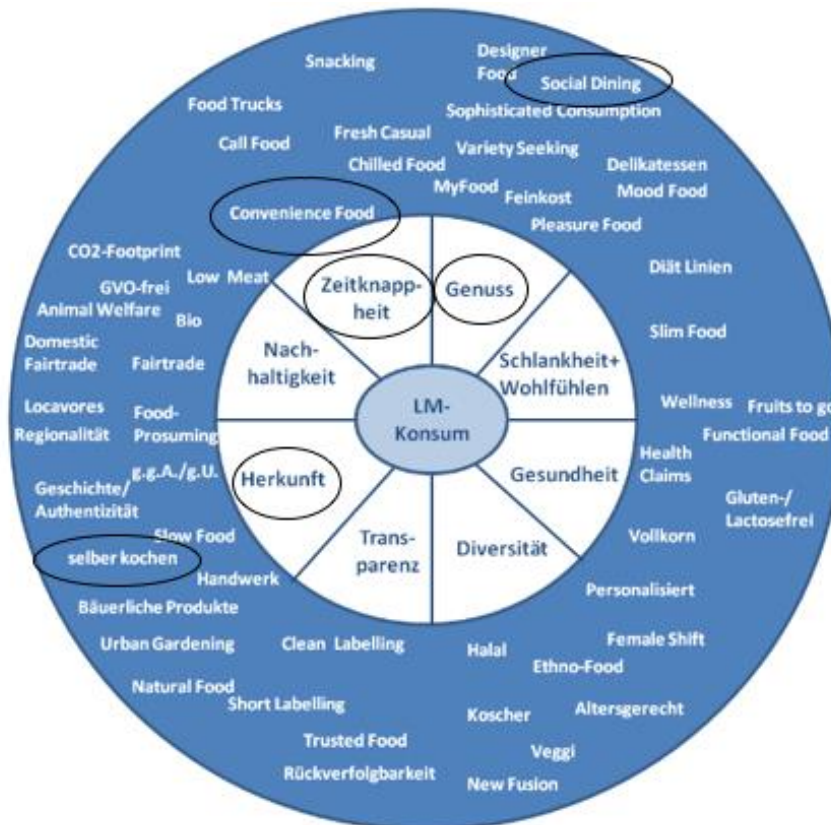 Snacking
Designer
Food
Social Dining
Food Trucks
Sophisticated Consumption
Call Food
Fresh Casual
Variety Seeking
Chilled Food
Delikatessen
MyFood
Feinkost
Mood Food
Convenience Food
Pleasure Food
CO2-Footprint
Low Meat
GVO-frei
Animal Welfare
Bio
Domestic
Fairtrade
Fairtrade
Locavores
Food-
Prosuming
Regionalität
g.g.A./g.U.
Geschichte/
Authentizität
Slow Food
selber kochen
Handwerk
Bäuerliche Produkte
Urban Gardening
Natural Food
Zeitknapp-
heit
Genuss
Nach-
haltigkeit
Schlankheit+
Wohlfühlen
LM-
Konsum
Herkunft
Gesundheit
Trans-
parenz
Diversität
Diät Linien
Slim Food
Wellness
Fruits to go
Functional Food
Health
Claims
Gluten-/
Lactosefrei
Vollkorn
Personalisiert
Female Shift
Clean Labelling
Halal
Ethno-Food
Short Labelling
Koscher
Altersgerecht
Trusted Food
Veggi
Rückverfolgbarkeit
New Fusion